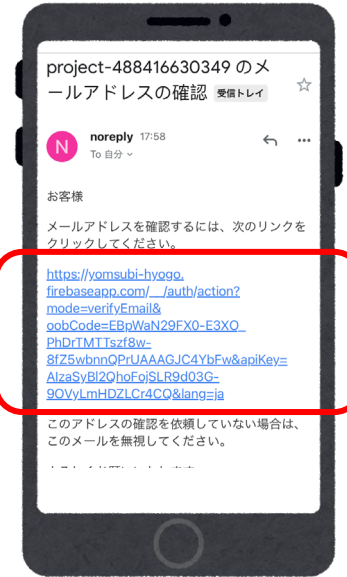 project-488416630349 のメ
ールアドレスの確認 受信トレイ
N noreply 17:58
To 自分
お客様
メールアドレスを確認するには、次のリンクを
クリックしてください。
https://yomsubi-hyogo.
firebaseapp.com/__/auth/action?
mode=verifyEmail&
oobCode=EBpWaN29FX0-E3XO_
PhDrTMTTszf8w-
8fZ5wbnnQPrUAAAGJC4YbFw&apiKey=
AIzaSyBl2QhoFojSLR9d03G-
9OVyLmHDZLCr4CQ&lang=ja
このアドレスの確認を依頼していない場合は、
このメールを無視してください。